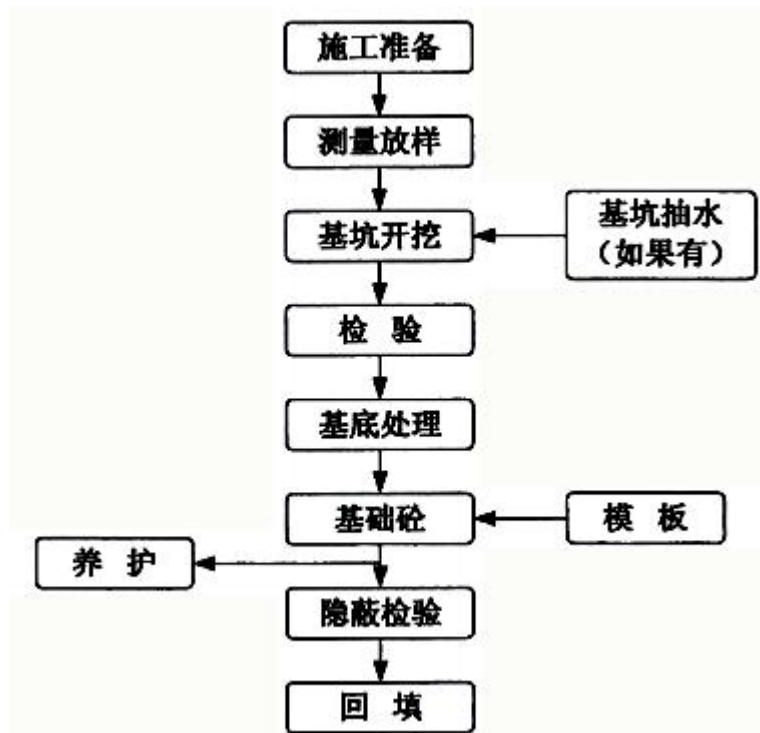 施工准备
测量放样
基坑开挖
基坑抽水
（如果有）
检 验
基底处理
基础砼
模 板
养 护
隐蔽检验
回 填